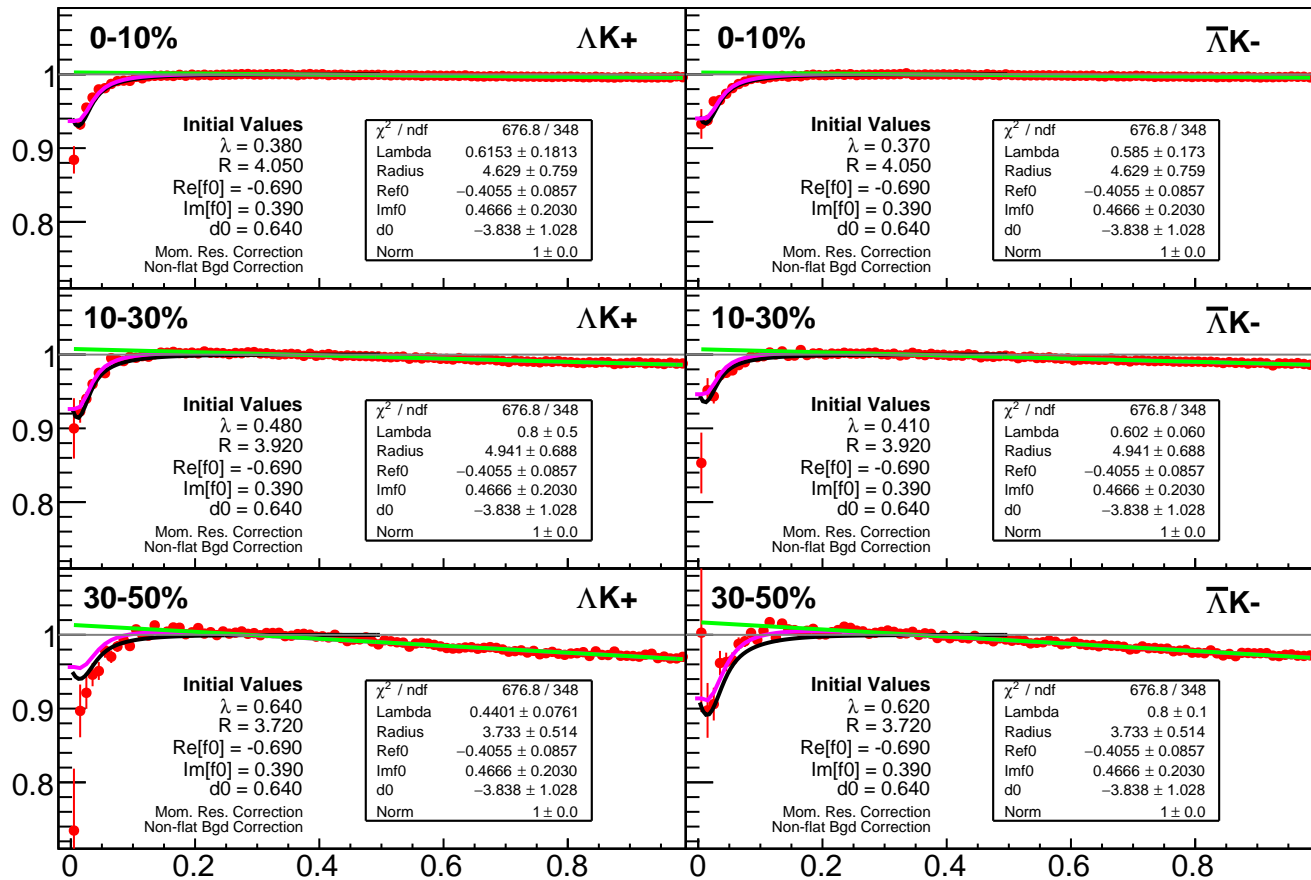 0-10% ΛK+
1
0.9
0.8
Initial Values
λ = 0.380
R = 4.050
Re[f0] = -0.690
Im[f0] = 0.390
d0 = 0.640
Mom. Res. Correction
Non-flat Bgd Correction
χ² / ndf 676.8 / 348
Lambda 0.6153 ± 0.1813
Radius 4.629 ± 0.759
Ref0 −0.4055 ± 0.0857
Imf0 0.4666 ± 0.2030
d0 −3.838 ± 1.028
Norm 1 ± 0.0
0-10% Λ̅K-
Initial Values
λ = 0.370
R = 4.050
Re[f0] = -0.690
Im[f0] = 0.390
d0 = 0.640
Mom. Res. Correction
Non-flat Bgd Correction
χ² / ndf 676.8 / 348
Lambda 0.585 ± 0.173
Radius 4.629 ± 0.759
Ref0 −0.4055 ± 0.0857
Imf0 0.4666 ± 0.2030
d0 −3.838 ± 1.028
Norm 1 ± 0.0
10-30% ΛK+
1
0.9
0.8
Initial Values
λ = 0.480
R = 3.920
Re[f0] = -0.690
Im[f0] = 0.390
d0 = 0.640
Mom. Res. Correction
Non-flat Bgd Correction
χ² / ndf 676.8 / 348
Lambda 0.8 ± 0.5
Radius 4.941 ± 0.688
Ref0 −0.4055 ± 0.0857
Imf0 0.4666 ± 0.2030
d0 −3.838 ± 1.028
Norm 1 ± 0.0
10-30% Λ̅K-
Initial Values
λ = 0.410
R = 3.920
Re[f0] = -0.690
Im[f0] = 0.390
d0 = 0.640
Mom. Res. Correction
Non-flat Bgd Correction
χ² / ndf 676.8 / 348
Lambda 0.602 ± 0.060
Radius 4.941 ± 0.688
Ref0 −0.4055 ± 0.0857
Imf0 0.4666 ± 0.2030
d0 −3.838 ± 1.028
Norm 1 ± 0.0
30-50% ΛK+
1
0.9
0.8
Initial Values
λ = 0.640
R = 3.720
Re[f0] = -0.690
Im[f0] = 0.390
d0 = 0.640
Mom. Res. Correction
Non-flat Bgd Correction
χ² / ndf 676.8 / 348
Lambda 0.4401 ± 0.0761
Radius 3.733 ± 0.514
Ref0 −0.4055 ± 0.0857
Imf0 0.4666 ± 0.2030
d0 −3.838 ± 1.028
Norm 1 ± 0.0
30-50% Λ̅K-
Initial Values
λ = 0.620
R = 3.720
Re[f0] = -0.690
Im[f0] = 0.390
d0 = 0.640
Mom. Res. Correction
Non-flat Bgd Correction
χ² / ndf 676.8 / 348
Lambda 0.8 ± 0.1
Radius 3.733 ± 0.514
Ref0 −0.4055 ± 0.0857
Imf0 0.4666 ± 0.2030
d0 −3.838 ± 1.028
Norm 1 ± 0.0
0 0.2 0.4 0.6 0.8 0 0.2 0.4 0.6 0.8